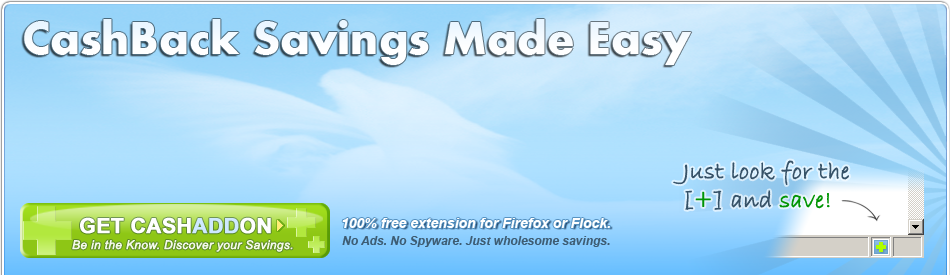 CashBack Savings Made Easy
Just look for the
[+] and save!
GET CASHADDON
Be in the Know. Discover your Savings.
100% free extension for Firefox or Flock.
No Ads. No Spyware. Just wholesome savings.